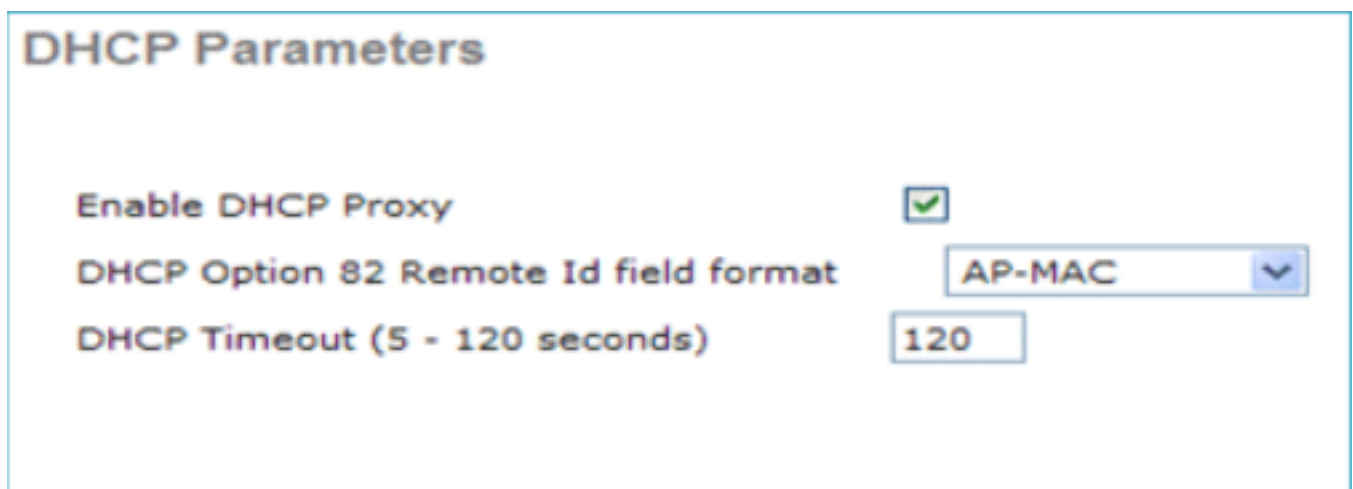 DHCP Parameters
Enable DHCP Proxy
DHCP Option 82 Remote Id field format AP-MAC
DHCP Timeout (5 - 120 seconds) 120